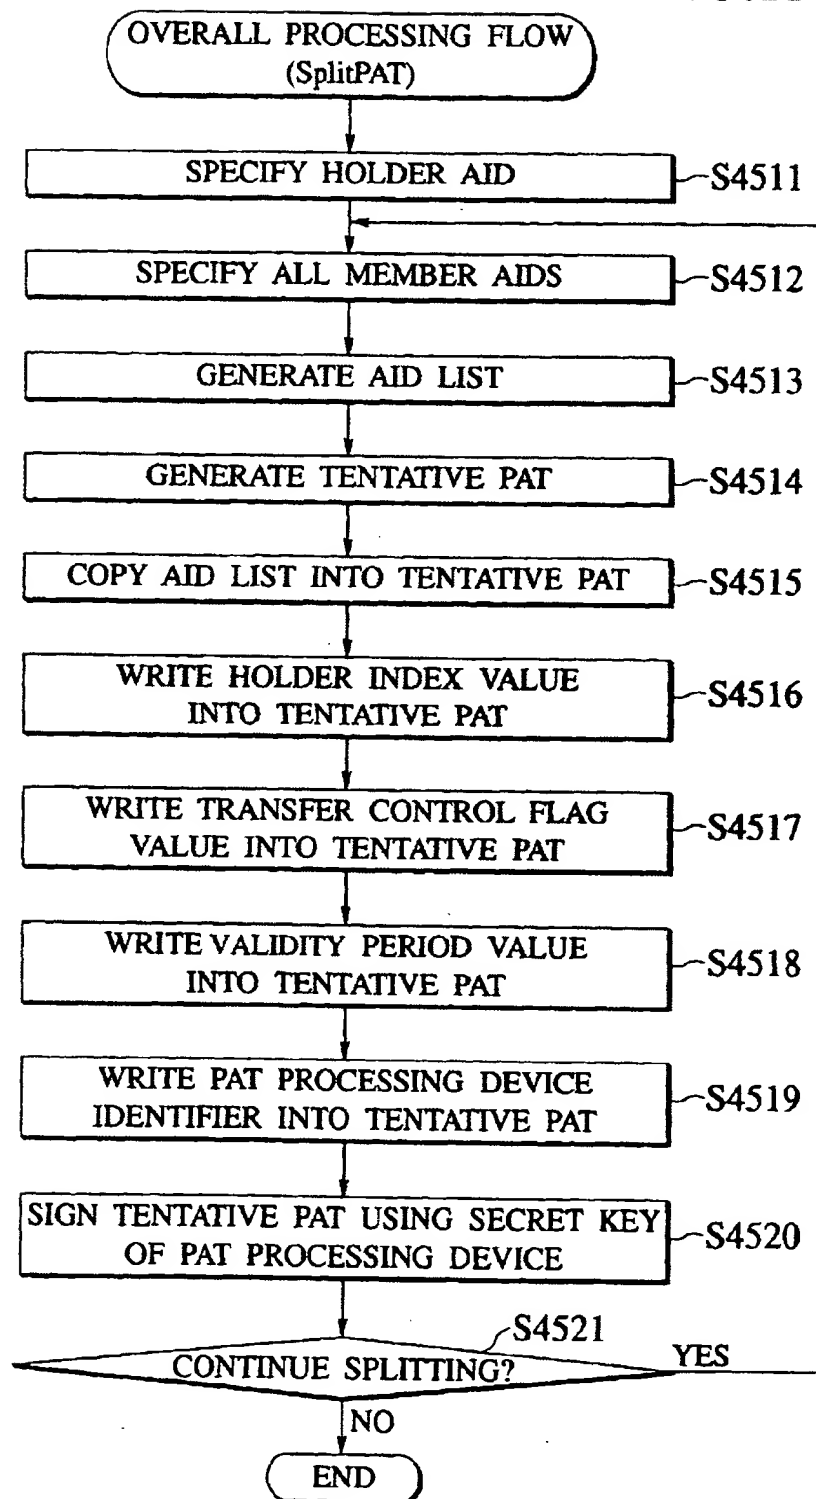 OVERALL PROCESSING FLOW
(SplitPAT)
SPECIFY HOLDER AID
S4511
SPECIFY ALL MEMBER AIDS
S4512
GENERATE AID LIST
S4513
GENERATE TENTATIVE PAT
S4514
COPY AID LIST INTO TENTATIVE PAT
S4515
WRITE HOLDER INDEX VALUE
INTO TENTATIVE PAT
S4516
WRITE TRANSFER CONTROL FLAG
VALUE INTO TENTATIVE PAT
S4517
WRITE VALIDITY PERIOD VALUE
INTO TENTATIVE PAT
S4518
WRITE PAT PROCESSING DEVICE
IDENTIFIER INTO TENTATIVE PAT
S4519
SIGN TENTATIVE PAT USING SECRET KEY
OF PAT PROCESSING DEVICE
S4520
S4521
CONTINUE SPLITTING?
YES
NO
END